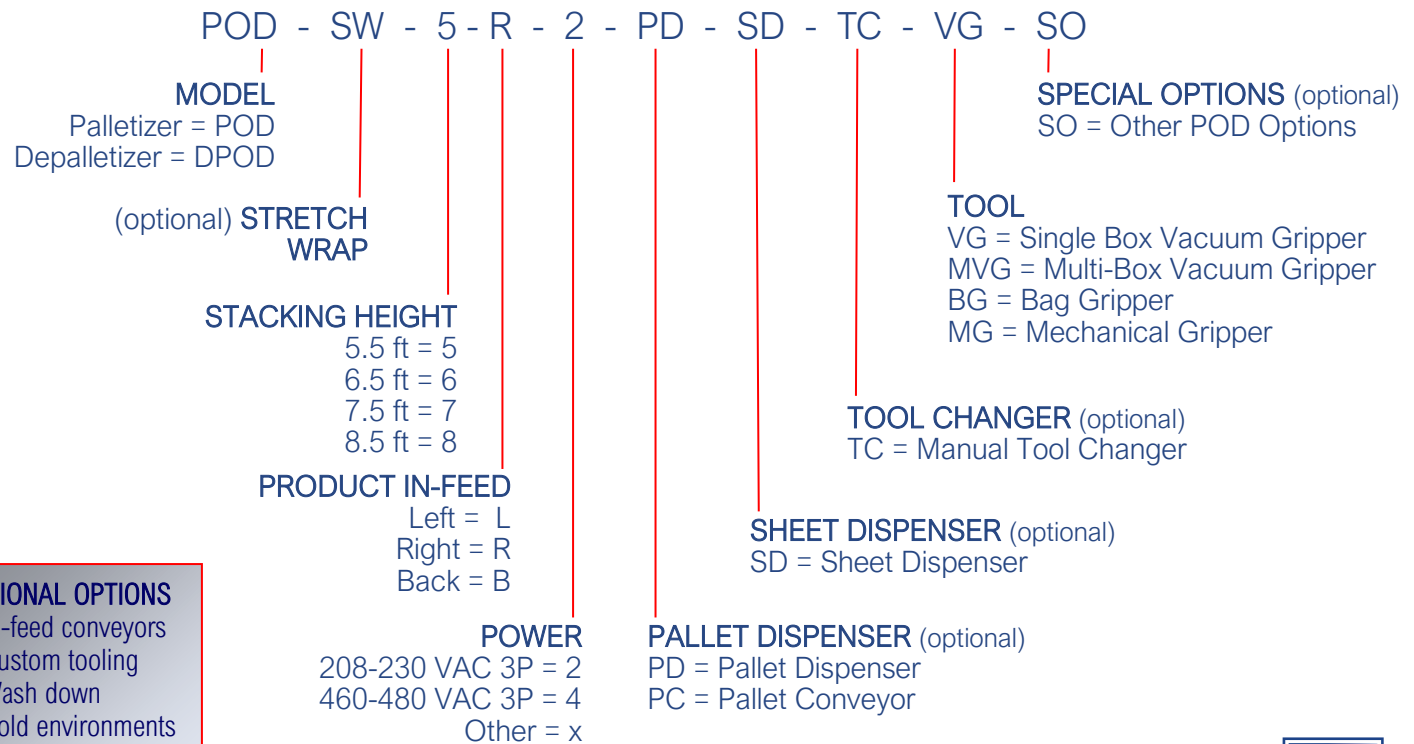 POD - SW - 5 - R - 2 - PD - SD - TC - VG - SO
MODEL
Palletizer = POD
Depalletizer = DPOD
(optional) STRETCH
WRAP
STACKING HEIGHT
5.5 ft = 5
6.5 ft = 6
7.5 ft = 7
8.5 ft = 8
PRODUCT IN-FEED
Left = L
Right = R
Back = B
POWER
208-230 VAC 3P = 2
460-480 VAC 3P = 4
Other = x
PALLET DISPENSER (optional)
PD = Pallet Dispenser
PC = Pallet Conveyor
SHEET DISPENSER (optional)
SD = Sheet Dispenser
TOOL CHANGER (optional)
TC = Manual Tool Changer
TOOL
VG = Single Box Vacuum Gripper
MVG = Multi-Box Vacuum Gripper
BG = Bag Gripper
MG = Mechanical Gripper
SPECIAL OPTIONS (optional)
SO = Other POD Options
OPTIONS
-feed conveyors
tooling
down
environments